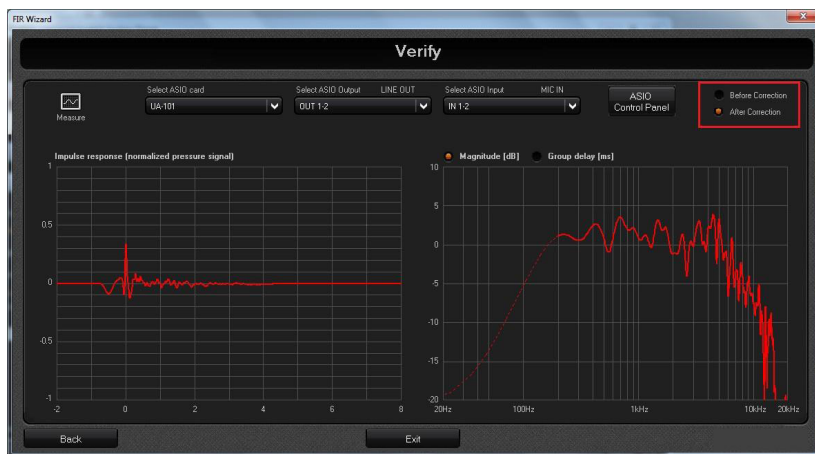 FIR Wizard
x
Verify
Select ASIO card
Select ASIO Output LINE OUT
Select ASIO Input MIC IN
ASIO
Control Panel
Before Correction
After Correction
Measure
UA-101
OUT 1-2
IN 1-2
Impulse response (normalized pressure signal)
1
0.5
0
-0.5
-1
-2 0 2 4 6 8
Magnitude [dB] Group delay [ms]
10
5
0
-5
-10
-15
-20
20Hz 100Hz 1kHz 10kHz 20kHz
Back
Exit